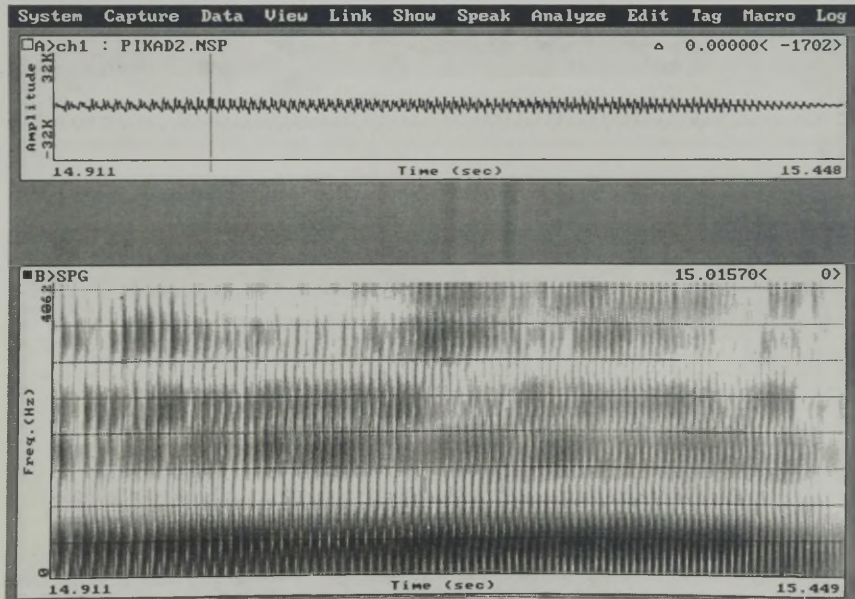 System Capture Data View Link Show Speak Analyze Edit Tag Macro Log
A>ch1 : PIKAD2.NSP 0.00000< -1702>
Amplitude
32K
-32K
14.911 Time (sec) 15.448
B>SPG 15.01570< 0>
4062
Freq.(Hz)
0
14.911 Time (sec) 15.449